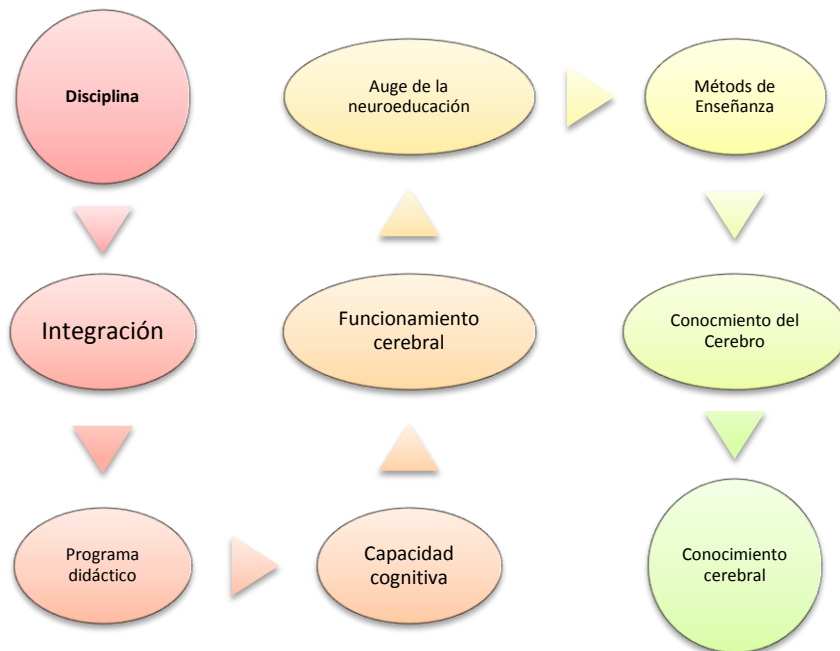 Disciplina
Integración
Programa
didáctico
Capacidad
cognitiva
Funcionamiento
cerebral
Auge de la
neuroeducación
Métods de
Enseñanza
Conocmiento del
Cerebro
Conocimiento
cerebral